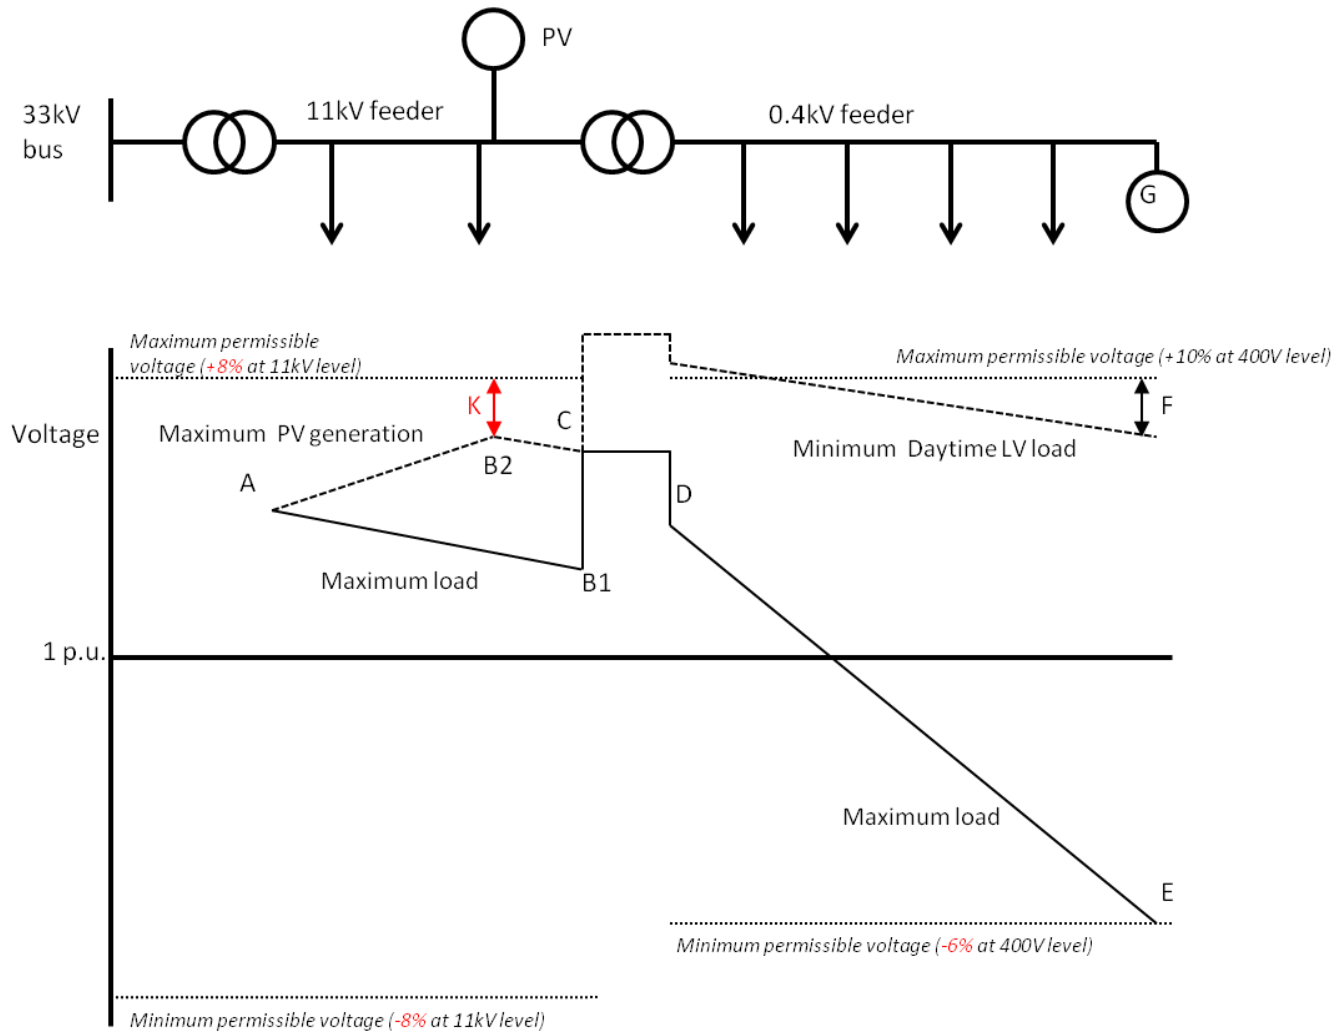 PV
33kV
bus
11kV feeder
0.4kV feeder
G
Maximum permissible
voltage (+8% at 11kV level)
Maximum permissible voltage (+10% at 400V level)
K
F
C
Voltage
Maximum PV generation
Minimum Daytime LV load
B2
A
D
Maximum load
B1
1 p.u.
Maximum load
E
Minimum permissible voltage (-6% at 400V level)
Minimum permissible voltage (-8% at 11kV level)